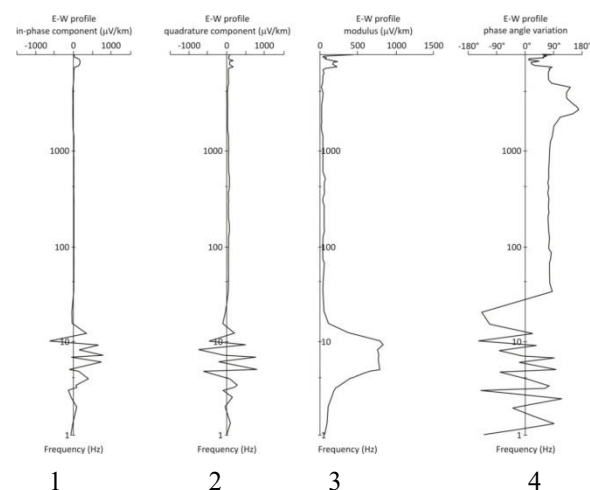 E-W profile
in-phase component (μV/km)
-1000 0 1000
1000
100
10
1
Frequency (Hz)
1
E-W profile
quadrature component (μV/km)
-1000 0 1000
1000
100
10
1
Frequency (Hz)
2
E-W profile
modulus (μV/km)
0 500 1000 1500
1000
100
10
1
Frequency (Hz)
3
E-W profile
phase angle variation
-180° -90° 0 90° 180°
1000
100
10
1
Frequency (Hz)
4